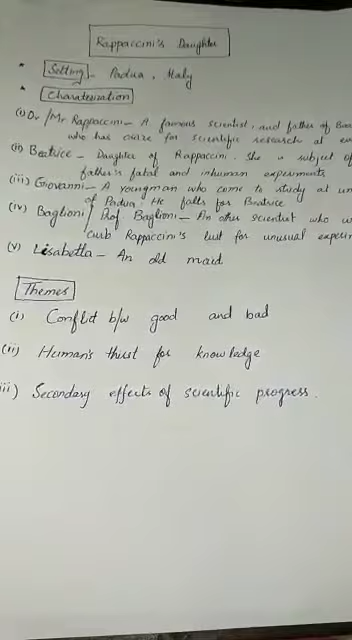 Rappaccini's Daughter
* Setting - Padua, Italy
* Charaterization
(i) Dr/Mr Rappaccini - A famous scientist, and father of
who has craze for scientific research at
(ii) Beatrice - Daughter of Rappaccini. She is subject of
father's fatal and inhuman experiments
(iii) Giovanni - A youngman who come to study at
of Padua. He falls for Beatrice
(iv) Baglioni / Prof Baglioni - An other scientist who
curb Rappaccini's lust for unusual
(v) Lisabetta - An old maid
Themes
(i) Conflict b/w good and bad
(ii) Human's thust for knowledge
iii) Secondary effects of scientific progress.